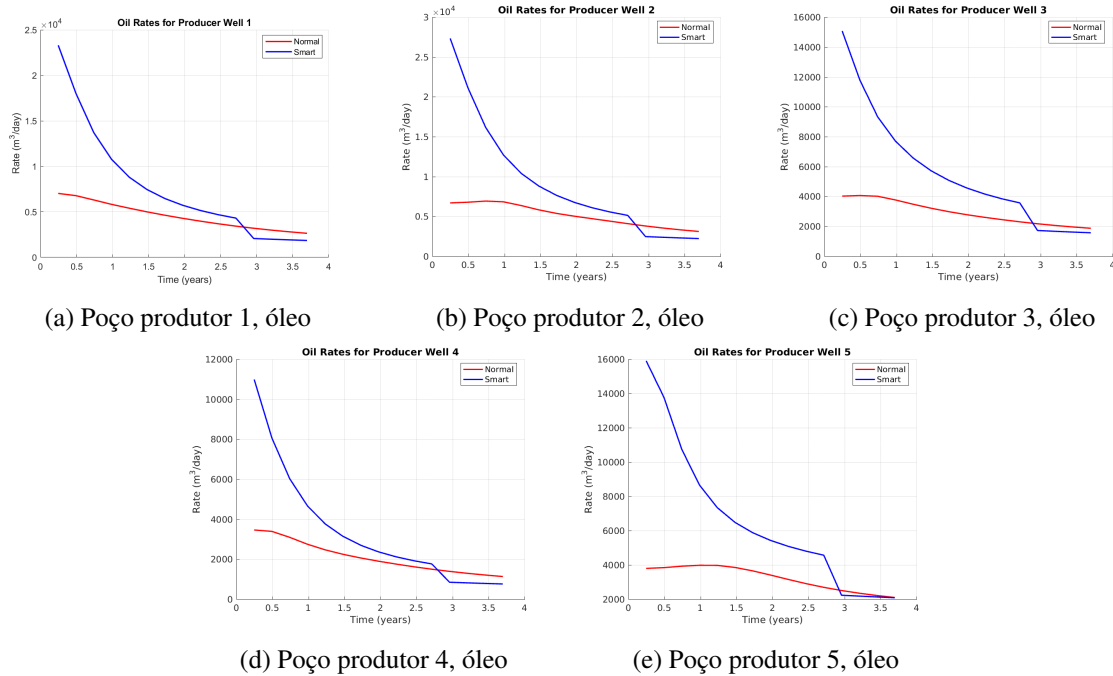 Oil Rates for Producer Well 1
×10⁴
Rate (m³/day)
2.5
2
1.5
1
0.5
0
0 0.5 1 1.5 2 2.5 3 3.5 4
Time (years)
Normal
Smart
(a) Poço produtor 1, óleo
Oil Rates for Producer Well 2
×10⁴
Rate (m³/day)
3
2.5
2
1.5
1
0.5
0
0 0.5 1 1.5 2 2.5 3 3.5 4
Time (years)
Normal
Smart
(b) Poço produtor 2, óleo
Oil Rates for Producer Well 3
Rate (m³/day)
16000
14000
12000
10000
8000
6000
4000
2000
0
0 0.5 1 1.5 2 2.5 3 3.5 4
Time (years)
Normal
Smart
(c) Poço produtor 3, óleo
Oil Rates for Producer Well 4
Rate (m³/day)
12000
10000
8000
6000
4000
2000
0
0 0.5 1 1.5 2 2.5 3 3.5 4
Time (years)
Normal
Smart
(d) Poço produtor 4, óleo
Oil Rates for Producer Well 5
Rate (m³/day)
16000
14000
12000
10000
8000
6000
4000
2000
0 0.5 1 1.5 2 2.5 3 3.5 4
Time (years)
Normal
Smart
(e) Poço produtor 5, óleo